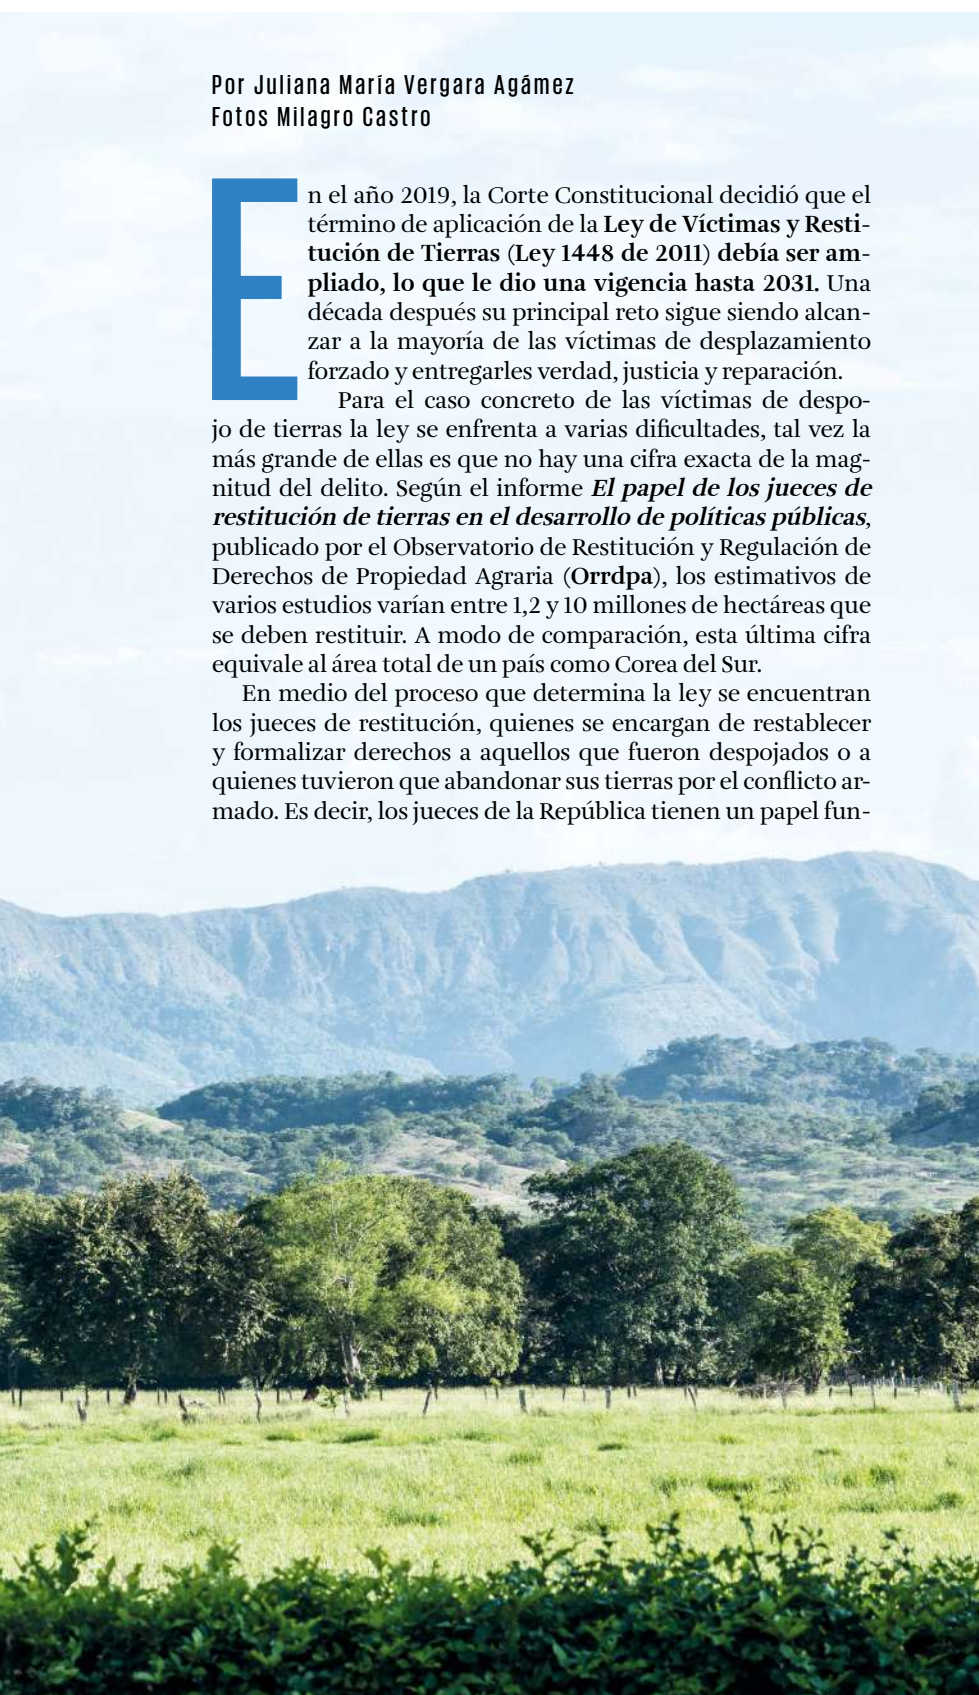 Por Juliana María Vergara Agámez
Fotos Milagro Castro
En el año 2019, la Corte Constitucional decidió que el
término de aplicación de la Ley de Víctimas y Resti-
tución de Tierras (Ley 1448 de 2011) debía ser am-
pliado, lo que le dio una vigencia hasta 2031. Una
década después su principal reto sigue siendo alcan-
zar a la mayoría de las víctimas de desplazamiento
forzado y entregarles verdad, justicia y reparación.
Para el caso concreto de las víctimas de despo-
jo de tierras la ley se enfrenta a varias dificultades, tal vez la
más grande de ellas es que no hay una cifra exacta de la mag-
nitud del delito. Según el informe El papel de los jueces de
restitución de tierras en el desarrollo de políticas públicas,
publicado por el Observatorio de Restitución y Regulación de
Derechos de Propiedad Agraria (Orrdpa), los estimativos de
varios estudios varían entre 1,2 y 10 millones de hectáreas que
se deben restituir. A modo de comparación, esta última cifra
equivale al área total de un país como Corea del Sur.
En medio del proceso que determina la ley se encuentran
los jueces de restitución, quienes se encargan de restablecer
y formalizar derechos a aquellos que fueron despojados o a
quienes tuvieron que abandonar sus tierras por el conflicto ar-
mado. Es decir, los jueces de la República tienen un papel fun-